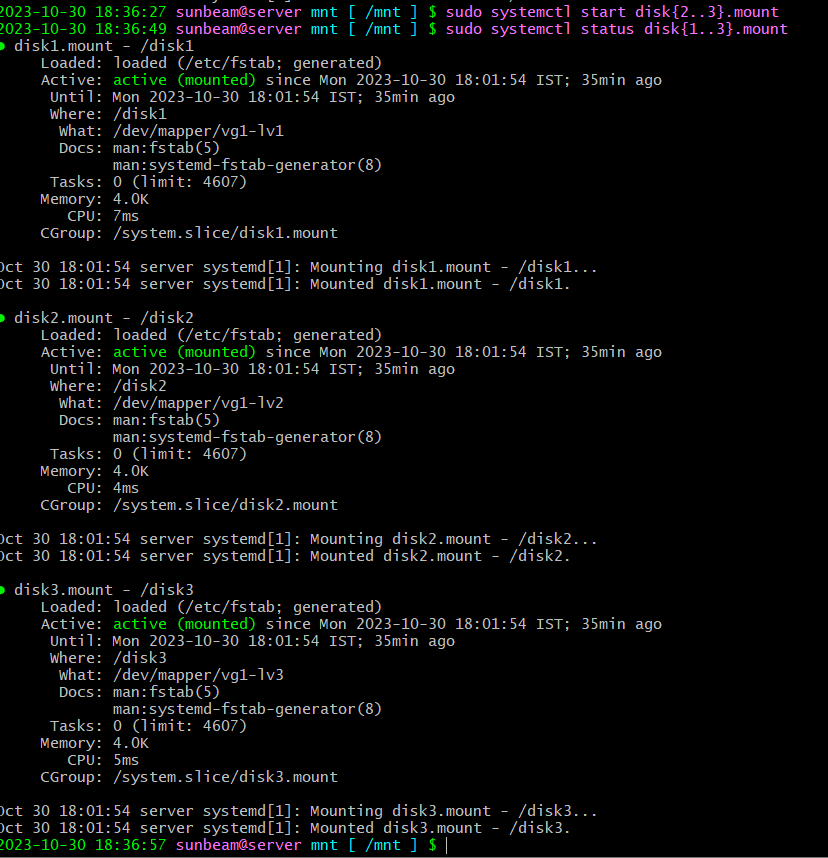 2023-10-30 18:36:27 sunbeam@server mnt [ /mnt ] $ sudo systemctl start disk{2..3}.mount
2023-10-30 18:36:49 sunbeam@server mnt [ /mnt ] $ sudo systemctl status disk{1..3}.mount
● disk1.mount - /disk1
Loaded: loaded (/etc/fstab; generated)
Active: active (mounted) since Mon 2023-10-30 18:01:54 IST; 35min ago
Until: Mon 2023-10-30 18:01:54 IST; 35min ago
Where: /disk1
What: /dev/mapper/vg1-lv1
Docs: man:fstab(5)
man:systemd-fstab-generator(8)
Tasks: 0 (limit: 4607)
Memory: 4.0K
CPU: 7ms
CGroup: /system.slice/disk1.mount
Oct 30 18:01:54 server systemd[1]: Mounting disk1.mount - /disk1...
Oct 30 18:01:54 server systemd[1]: Mounted disk1.mount - /disk1.
● disk2.mount - /disk2
Loaded: loaded (/etc/fstab; generated)
Active: active (mounted) since Mon 2023-10-30 18:01:54 IST; 35min ago
Until: Mon 2023-10-30 18:01:54 IST; 35min ago
Where: /disk2
What: /dev/mapper/vg1-lv2
Docs: man:fstab(5)
man:systemd-fstab-generator(8)
Tasks: 0 (limit: 4607)
Memory: 4.0K
CPU: 4ms
CGroup: /system.slice/disk2.mount
Oct 30 18:01:54 server systemd[1]: Mounting disk2.mount - /disk2...
Oct 30 18:01:54 server systemd[1]: Mounted disk2.mount - /disk2.
● disk3.mount - /disk3
Loaded: loaded (/etc/fstab; generated)
Active: active (mounted) since Mon 2023-10-30 18:01:54 IST; 35min ago
Until: Mon 2023-10-30 18:01:54 IST; 35min ago
Where: /disk3
What: /dev/mapper/vg1-lv3
Docs: man:fstab(5)
man:systemd-fstab-generator(8)
Tasks: 0 (limit: 4607)
Memory: 4.0K
CPU: 5ms
CGroup: /system.slice/disk3.mount
Oct 30 18:01:54 server systemd[1]: Mounting disk3.mount - /disk3...
Oct 30 18:01:54 server systemd[1]: Mounted disk3.mount - /disk3.
2023-10-30 18:36:57 sunbeam@server mnt [ /mnt ] $